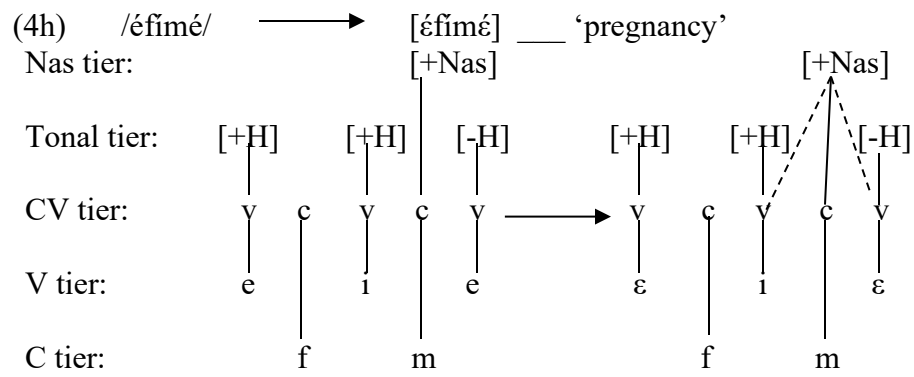 (4h) /éfímé/ [ɛ́fímɛ́] ___ ‘pregnancy’
Nas tier: [+Nas] [+Nas]
Tonal tier: [+H] [+H] [-H] [+H] [+H] [-H]
CV tier: v c v c v v c v c v
V tier: e i e ɛ i ɛ
C tier: f m f m